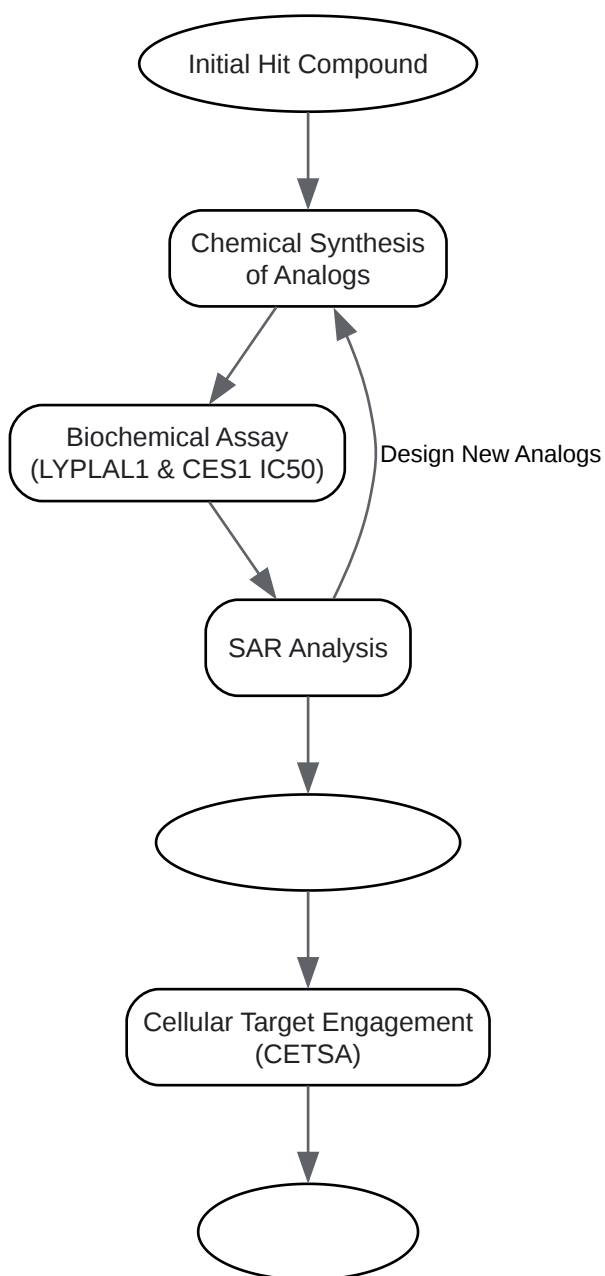 Initial Hit Compound
Chemical Synthesis
of Analogs
Biochemical Assay
(LYPLAL1 & CES1 IC50)
Design New Analogs
SAR Analysis
Cellular Target Engagement
(CETSA)